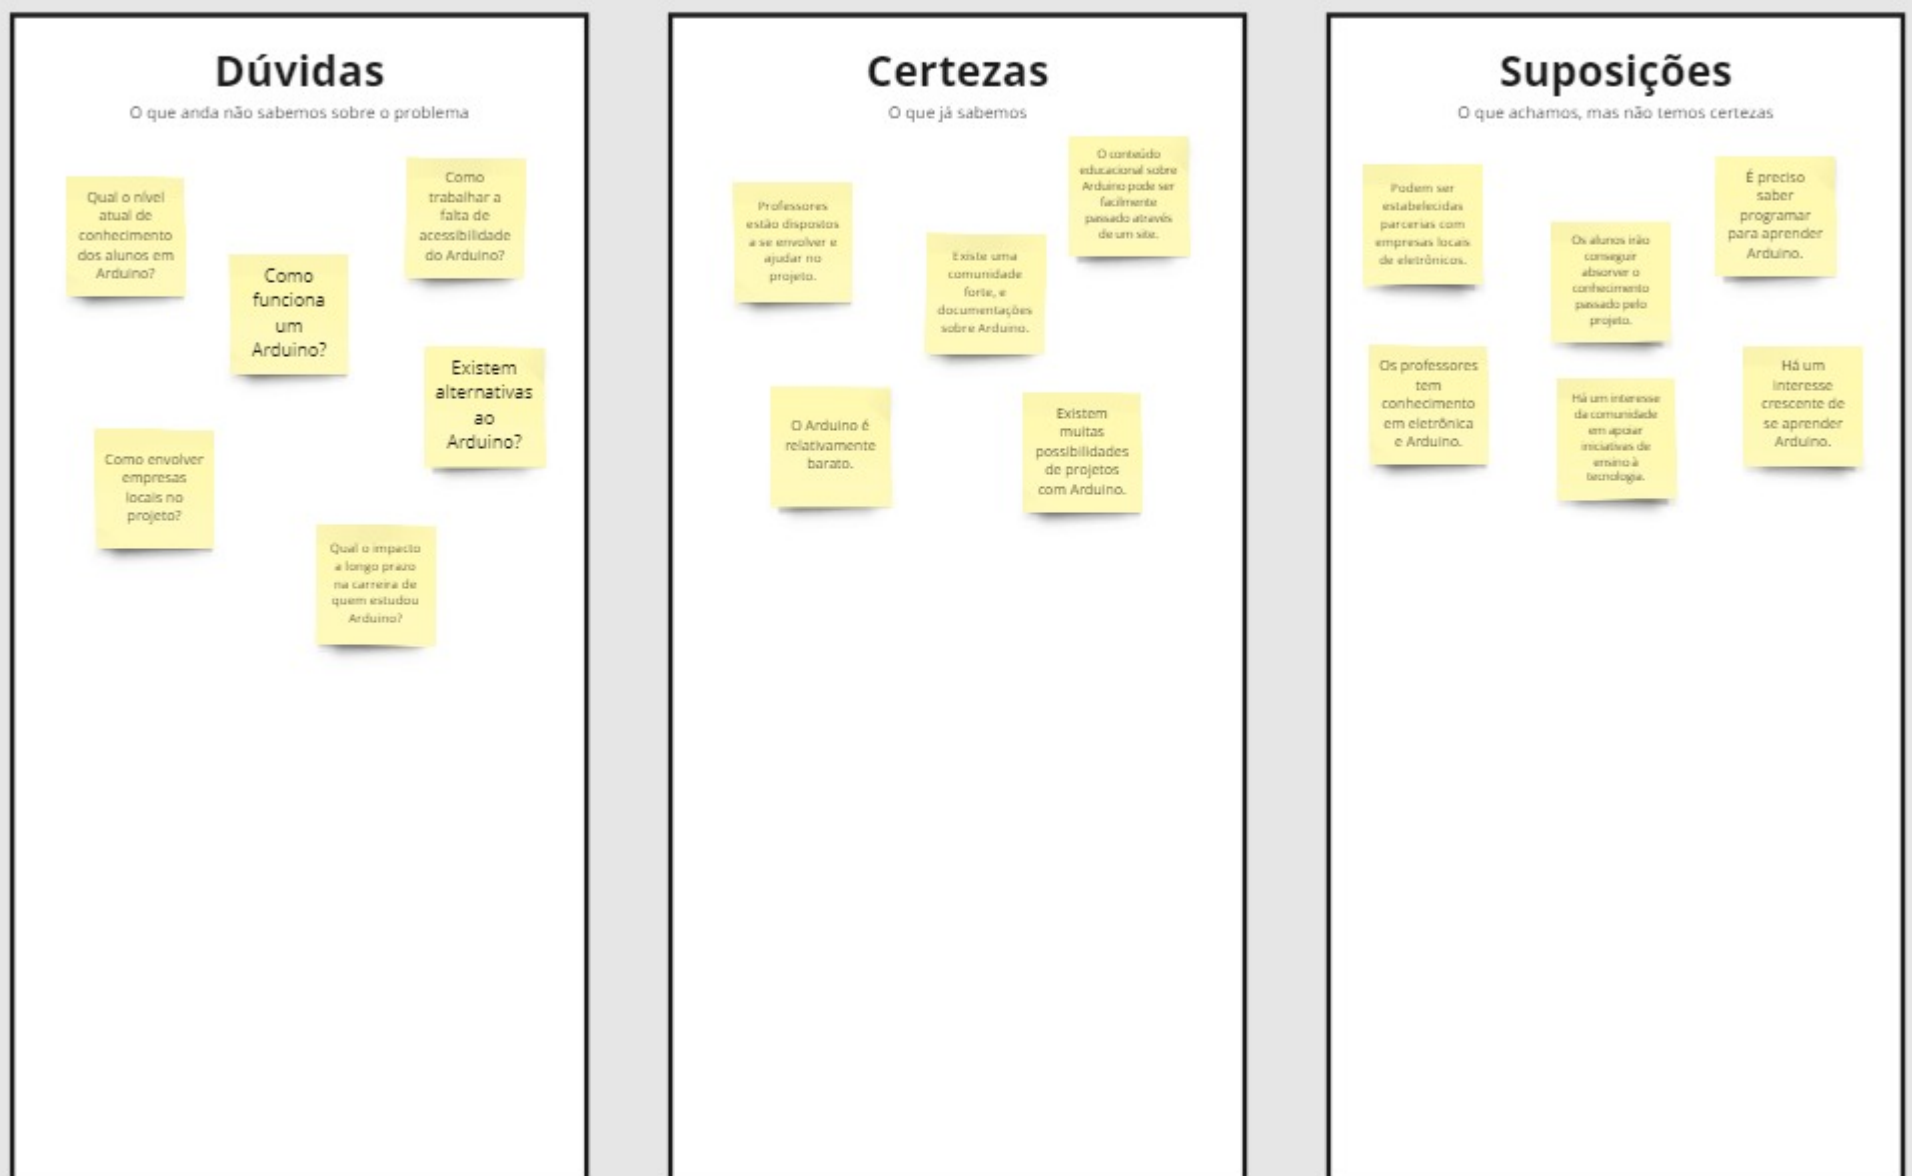 Dúvidas
O que anda não sabemos sobre o problema
Qual o nível
atual de
conhecimento
dos alunos em
Arduino?
Como
trabalhar a
falta de
acessibilidade
do Arduino?
Como
funciona
um
Arduino?
Existem
alternativas
ao
Arduino?
Como envolver
empresas
locais no
projeto?
Qual o impacto
a longo prazo
na carreira de
quem estudou
Arduino?
Certezas
O que já sabemos
O conteúdo
educacional sobre
Arduino pode ser
facilmente
passado através
de um site.
Professores
estão dispostos
a se envolver e
ajudar no
projeto.
Existe uma
comunidade
forte, e
documentações
sobre Arduino.
O Arduino é
relativamente
barato.
Existem
muitas
possibilidades
de projetos
com Arduino.
Suposições
O que achamos, mas não temos certezas
Podem ser
estabelecidas
parcerias com
empresas locais
de eletrônicos.
É preciso
saber
programar
para aprender
Arduino.
Os alunos irão
conseguir
absorver o
conhecimento
passado pelo
projeto.
Os professores
tem
conhecimento
em eletrônica
e Arduino.
Há um interesse
da comunidade
em apoiar
iniciativas de
ensino à
tecnologia.
Há um
interesse
crescente de
se aprender
Arduino.